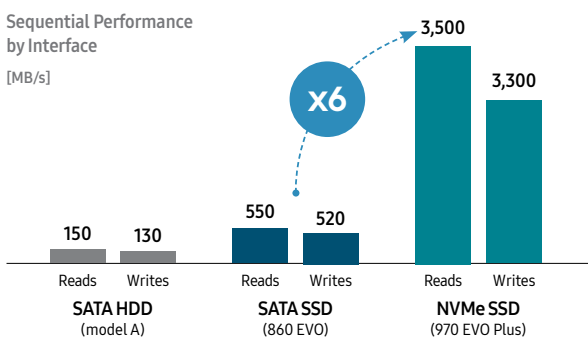 Sequential Performance
by Interface
[MB/s]
3,500
x6
3,300
550
520
150
130
Reads Writes Reads Writes Reads Writes
SATA HDD SATA SSD NVMe SSD
(model A) (860 EVO) (970 EVO Plus)